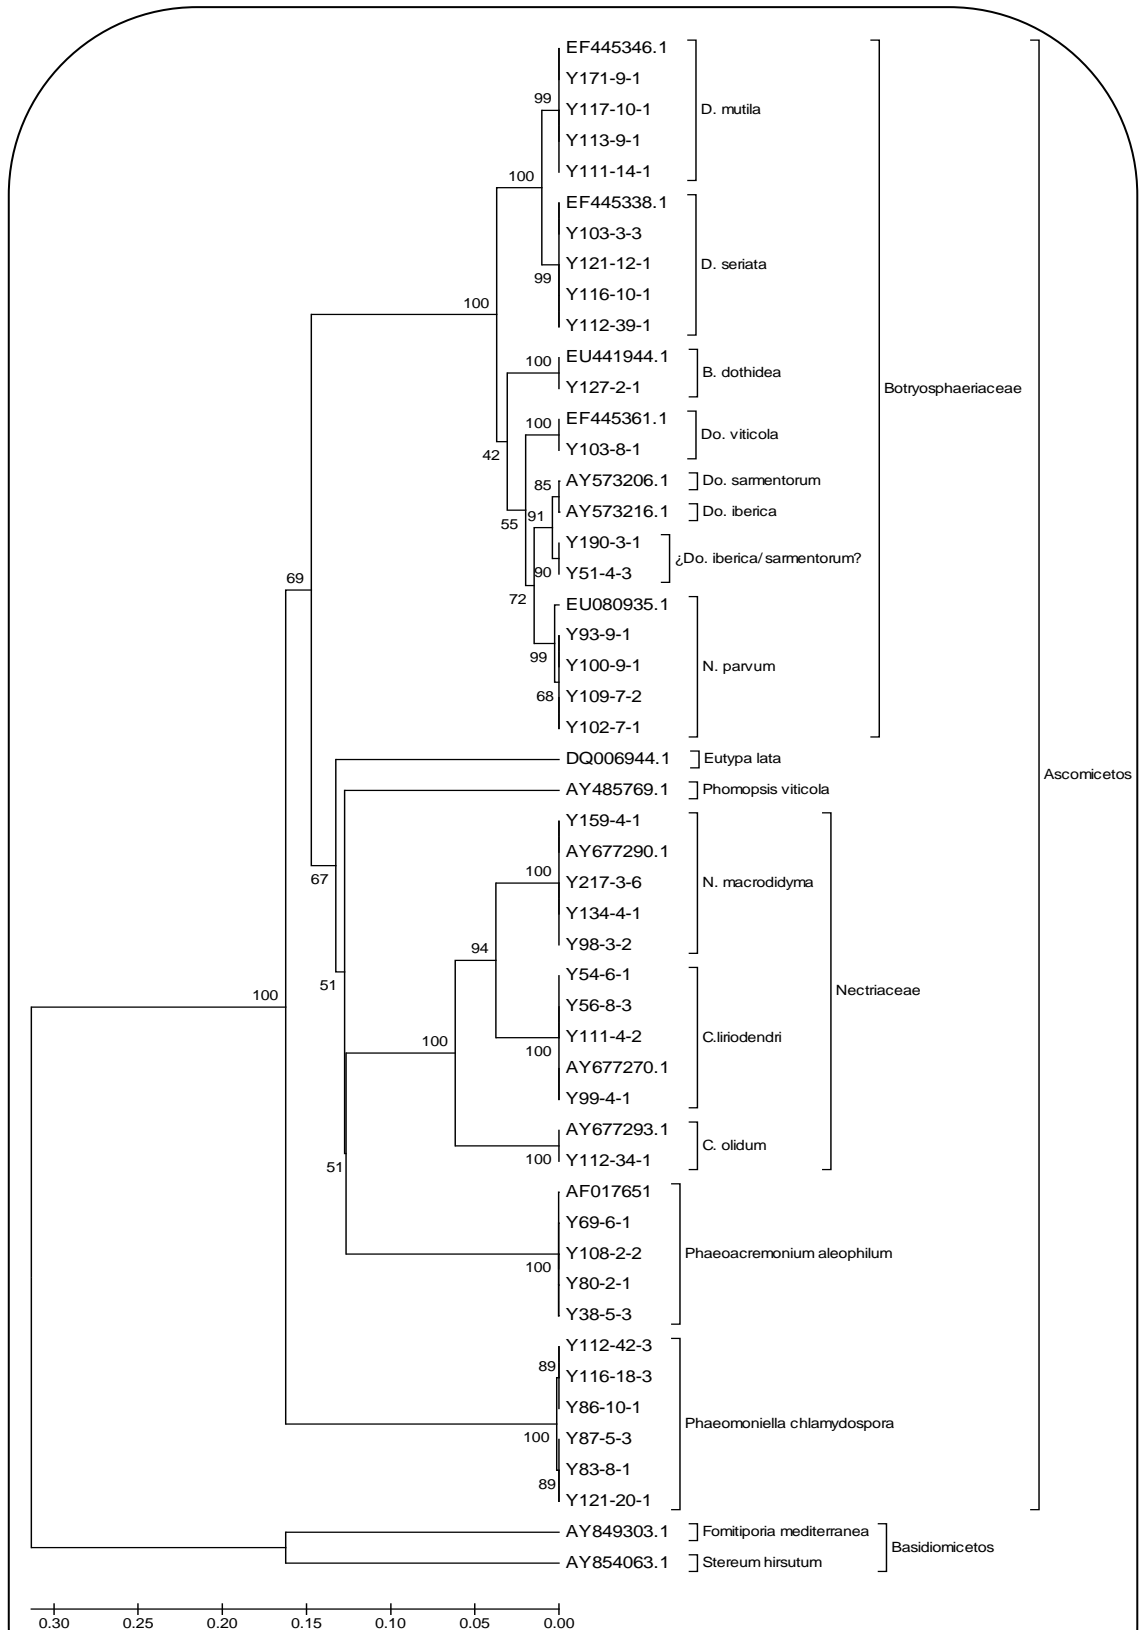 EF445346.1
Y171-9-1
Y117-10-1
Y113-9-1
Y111-14-1
D. mutila
EF445338.1
Y103-3-3
Y121-12-1
Y116-10-1
Y112-39-1
D. seriata
EU441944.1
Y127-2-1
B. dothidea
EF445361.1
Y103-8-1
Do. viticola
AY573206.1
Do. sarmentorum
AY573216.1
Do. iberica
Y190-3-1
Y51-4-3
¿Do. iberica/sarmentorum?
EU080935.1
Y93-9-1
Y100-9-1
Y109-7-2
Y102-7-1
N. parvum
Botryosphaeriaceae
DQ006944.1
Eutypa lata
AY485769.1
Phomopsis viticola
Y159-4-1
AY677290.1
Y217-3-6
Y134-4-1
Y98-3-2
N. macrodidyma
Y54-6-1
Y56-8-3
Y111-4-2
AY677270.1
Y99-4-1
C.liriodendri
AY677293.1
Y112-34-1
C. olidum
Nectriaceae
AF017651
Y69-6-1
Y108-2-2
Y80-2-1
Y38-5-3
Phaeoacremonium aleophilum
Y112-42-3
Y116-18-3
Y86-10-1
Y87-5-3
Y83-8-1
Y121-20-1
Phaeomoniella chlamydospora
Ascomicetos
AY849303.1
Fomitiporia mediterranea
AY854063.1
Stereum hirsutum
Basidiomicetos
99
100
99
100
100
42
100
55
85
91
90
72
99
68
69
67
100
94
51
100
100
100
100
51
100
89
100
89
0.30 0.25 0.20 0.15 0.10 0.05 0.00